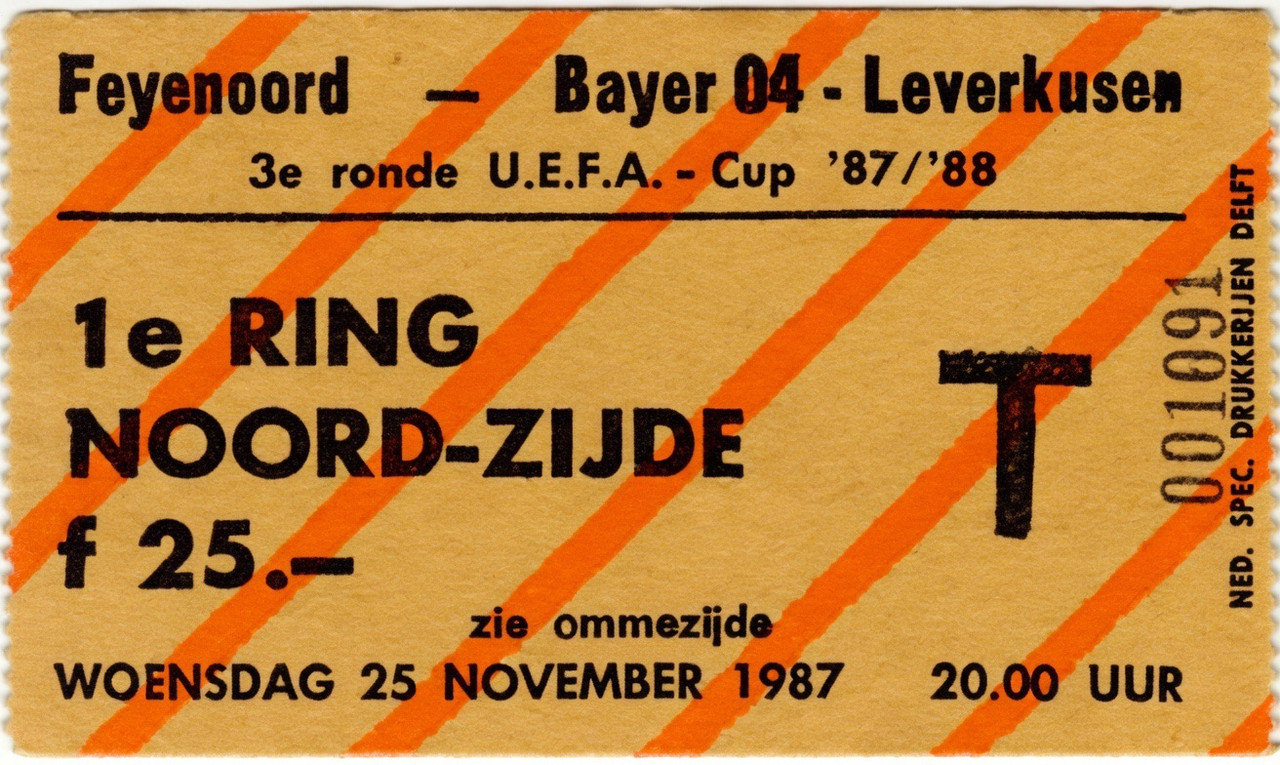 Feyenoord — Bayer 04 - Leverkusen
3e ronde U.E.F.A. - Cup '87/'88
1e RING
NOORD-ZIJDE
f 25.—
T
zie ommezijde
WOENSDAG 25 NOVEMBER 1987 20.00 UUR
001091
NED. SPEC. DRUKKERIJEN DELFT